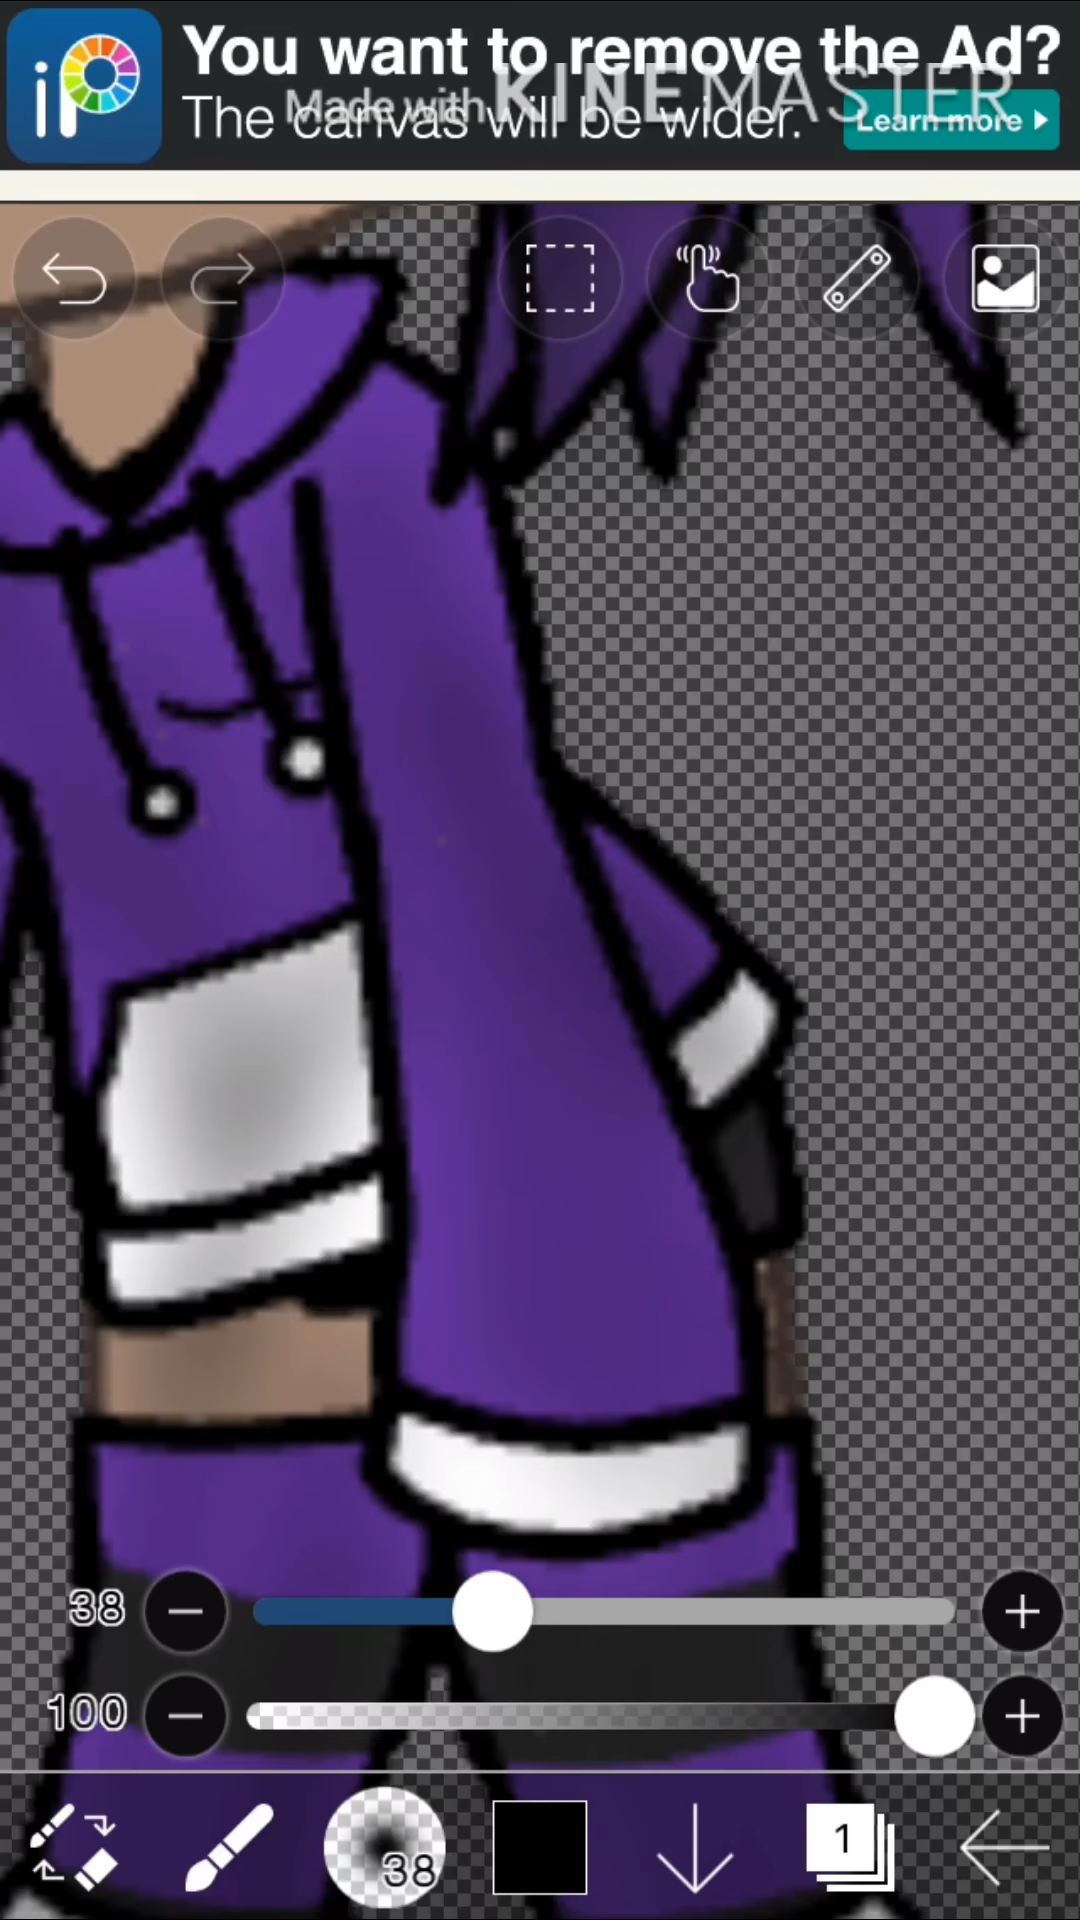 iP
You want to remove the Ad?
Made with KINEMASTER
The canvas will be wider.
Learn more
38
100
38
1